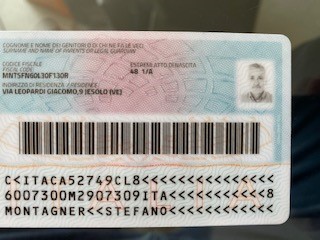 COGNOME E NOME DEI GENITORI O DI CHI NE FA LE VECI
SURNAME AND NAME OF PARENTS OR LEGAL GUARDIAN
CODICE FISCALE
FISCAL CODE
MNTSFN60L30F130R
ESTREMI ATTO DI NASCITA
48 1/A
INDIRIZZO DI RESIDENZA / RESIDENCE
VIA LEOPARDI GIACOMO,9 JESOLO (VE)
C<ITACA52749CL8<<<<<<<<<<<<<<<
6007300M2907309ITA<<<<<<<<<<<8
MONTAGNER<<STEFANO<<<<<<<<<<<<